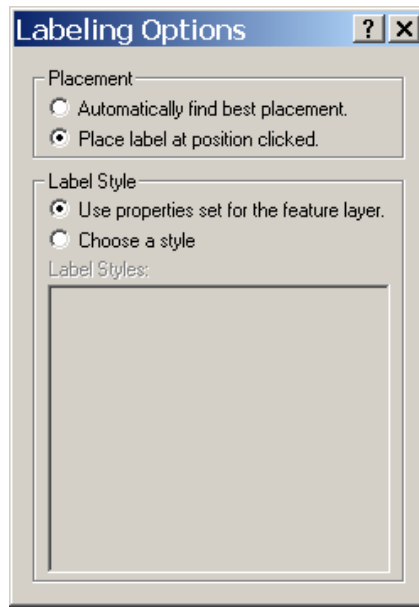 Labeling Options
Placement
Automatically find best placement.
Place label at position clicked.
Label Style
Use properties set for the feature layer.
Choose a style
Label Styles: